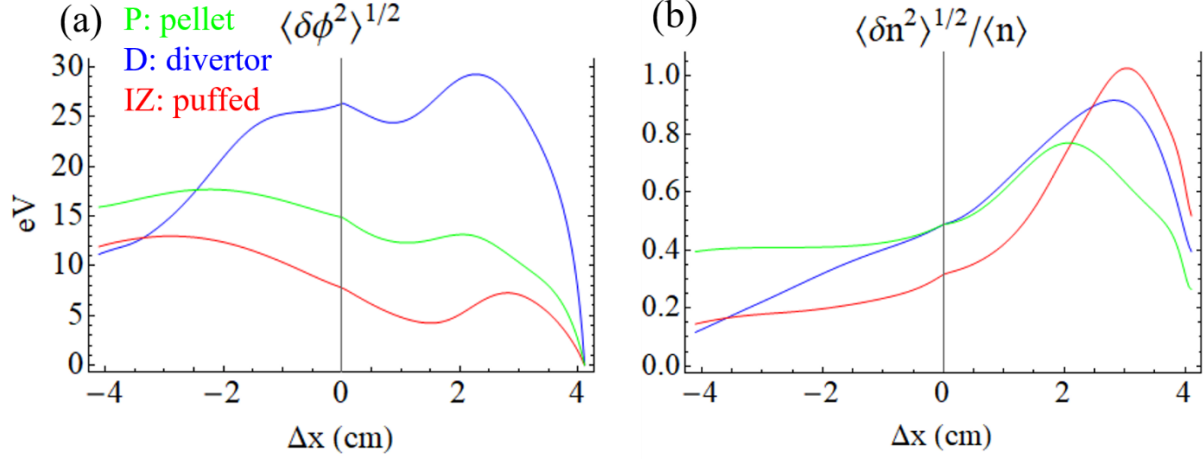 (a)
P: pellet
D: divertor
IZ: puffed
⟨δϕ²⟩^1/2
30
25
20
15
10
5
0
eV
−4 −2 0 2 4
Δx (cm)
(b)
⟨δn²⟩^1/2/⟨n⟩
1.0
0.8
0.6
0.4
0.2
0.0
−4 −2 0 2 4
Δx (cm)